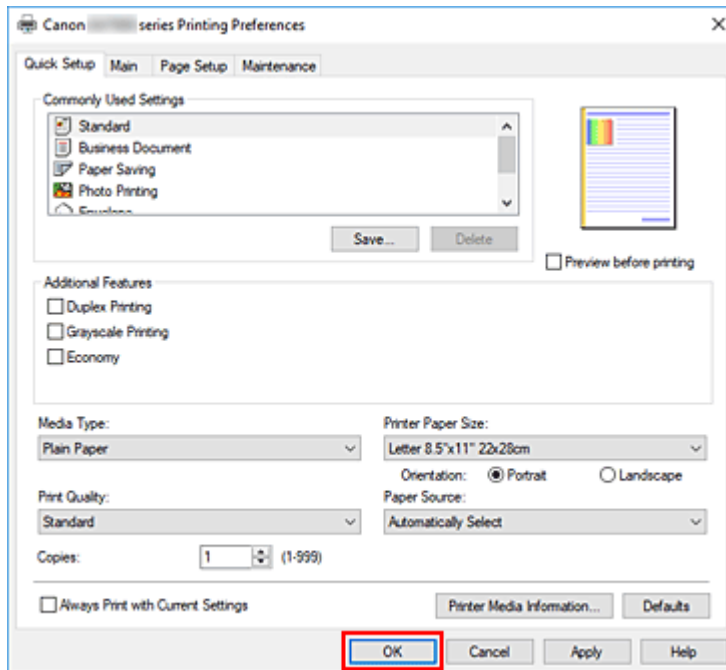 Canon series Printing Preferences
Quick Setup Main Page Setup Maintenance
Commonly Used Settings
Standard
Business Document
Paper Saving
Photo Printing
Envelope
Save... Delete
Preview before printing
Additional Features
Duplex Printing
Grayscale Printing
Economy
Media Type: Printer Paper Size:
Plain Paper Letter 8.5"x11" 22x28cm
Orientation: Portrait Landscape
Print Quality: Paper Source:
Standard Automatically Select
Copies: 1 (1-999)
Always Print with Current Settings Printer Media Information... Defaults
OK Cancel Apply Help